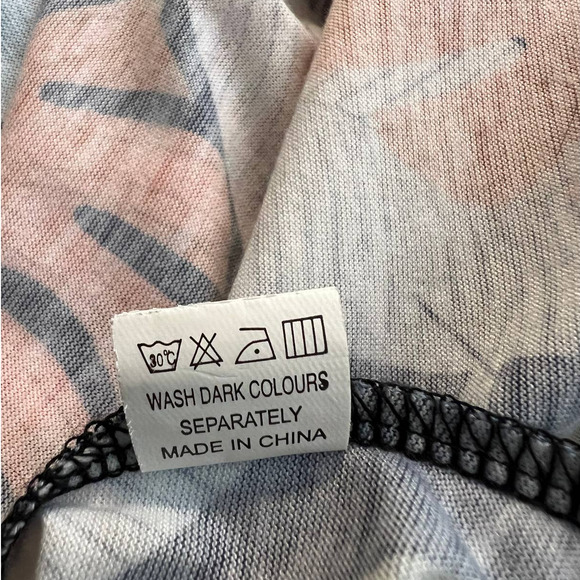 30°C
WASH DARK COLOURS
SEPARATELY
MADE IN CHINA